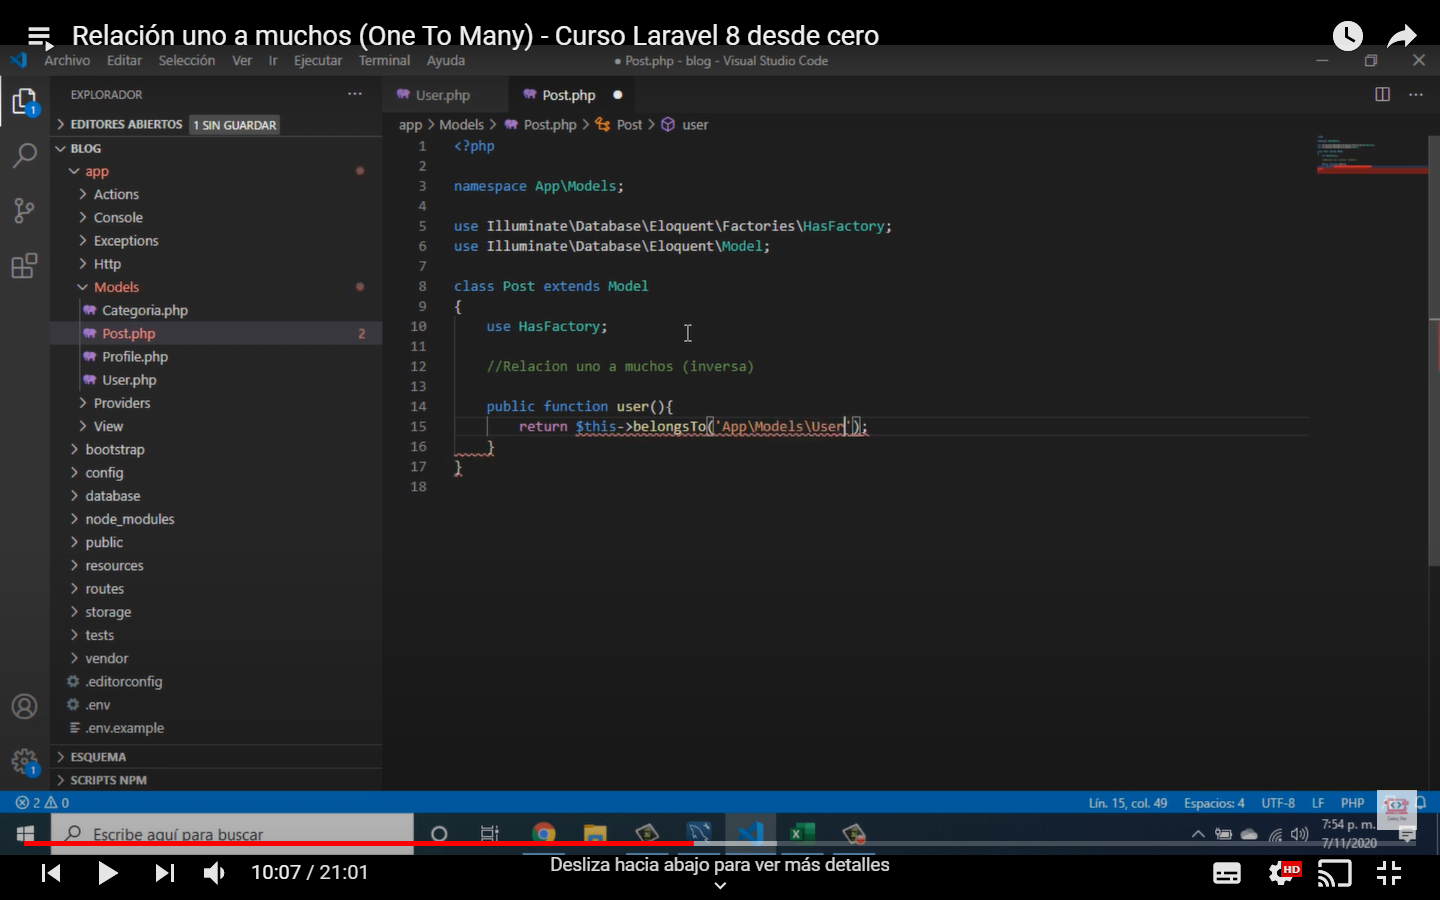 Relación uno a muchos (One To Many) - Curso Laravel 8 desde cero
Archivo Editar Selección Ver Ir Ejecutar Terminal Ayuda
● Post.php - blog - Visual Studio Code
EXPLORADOR
User.php
Post.php
EDITORES ABIERTOS 1 SIN GUARDAR
app > Models > Post.php > Post > user
BLOG
app
Actions
Console
Exceptions
Http
Models
Categoria.php
Post.php 2
Profile.php
User.php
Providers
View
bootstrap
config
database
node_modules
public
resources
routes
storage
tests
vendor
.editorconfig
.env
.env.example
ESQUEMA
SCRIPTS NPM
1 <?php
2
3 namespace App\Models;
4
5 use Illuminate\Database\Eloquent\Factories\HasFactory;
6 use Illuminate\Database\Eloquent\Model;
7
8 class Post extends Model
9 {
10 use HasFactory;
11
12 //Relacion uno a muchos (inversa)
13
14 public function user(){
15 return $this->belongsTo('App\Models\User');
16 }
17 }
18
1
1
2 0
Lín. 15, col. 49 Espacios: 4 UTF-8 LF PHP
Escribe aquí para buscar
7:54 p. m.
7/11/2020
10:07 / 21:01
Desliza hacia abajo para ver más detalles
HD